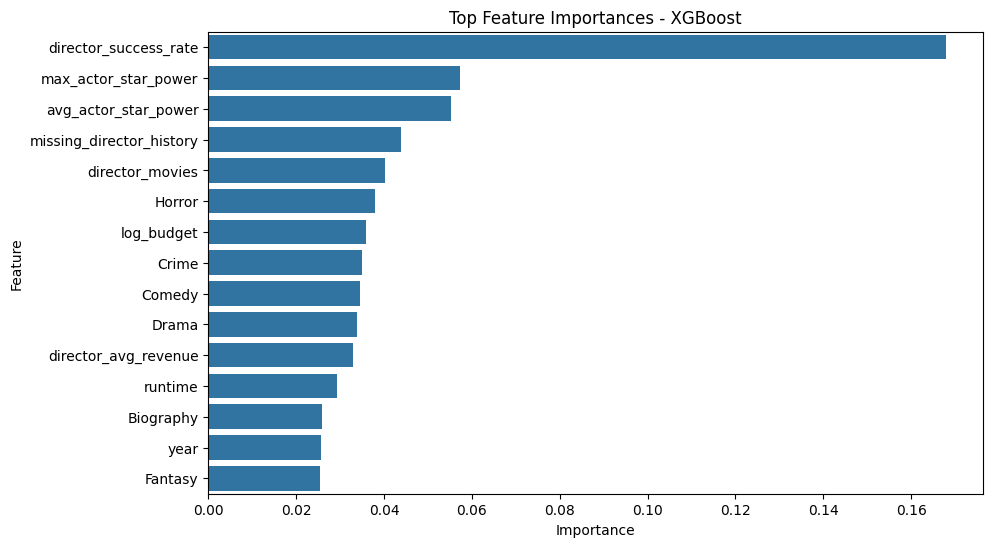 Top Feature Importances - XGBoost
director_success_rate
max_actor_star_power
avg_actor_star_power
missing_director_history
director_movies
Horror
log_budget
Crime
Comedy
Drama
director_avg_revenue
runtime
Biography
year
Fantasy
Feature
0.00 0.02 0.04 0.06 0.08 0.10 0.12 0.14 0.16
Importance